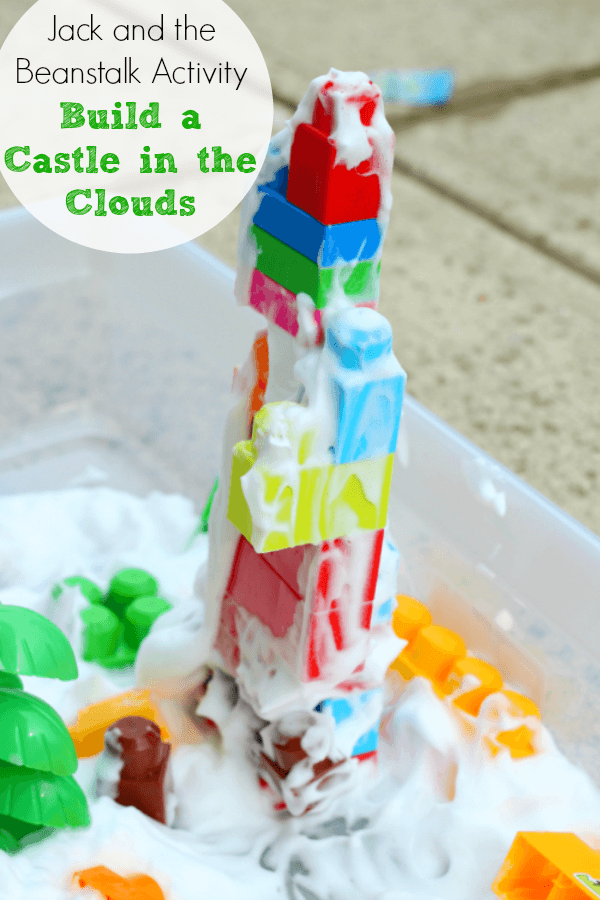 Jack and the
Beanstalk Activity
Build a
Castle in the
Clouds